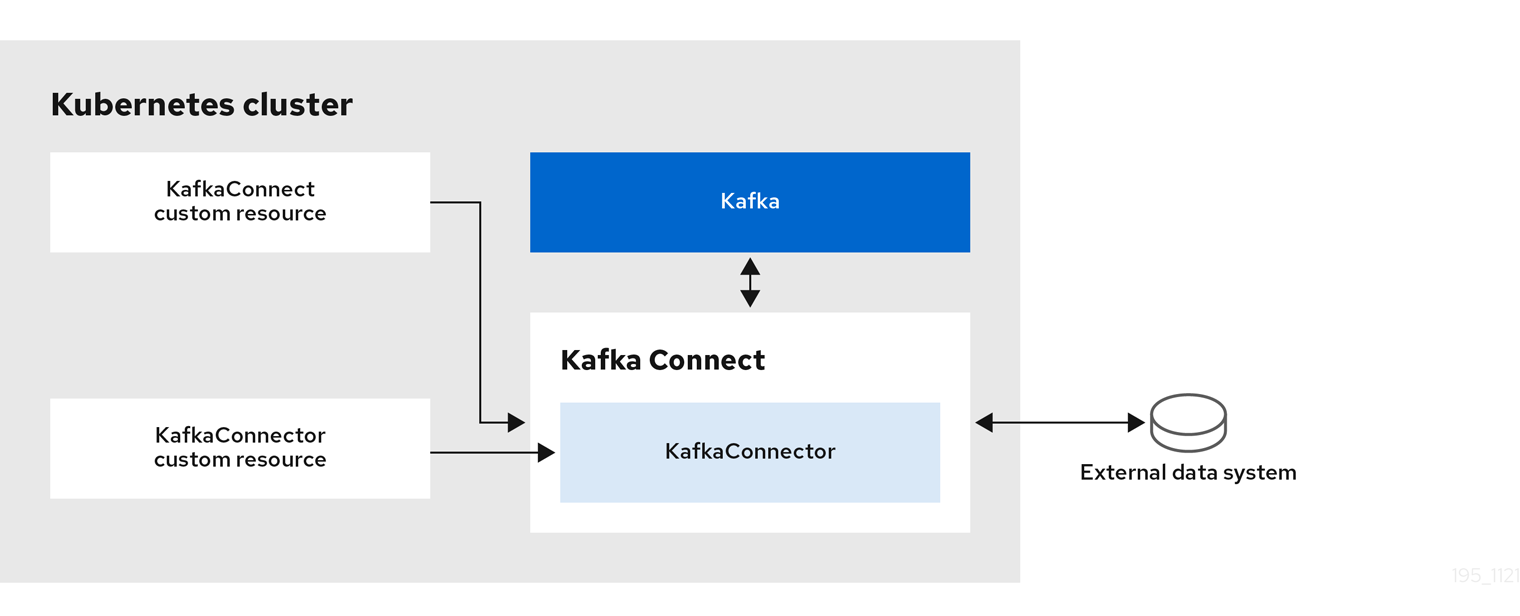 Kubernetes cluster
KafkaConnect
custom resource
Kafka
Kafka Connect
KafkaConnector
custom resource
KafkaConnector
External data system
195_1121